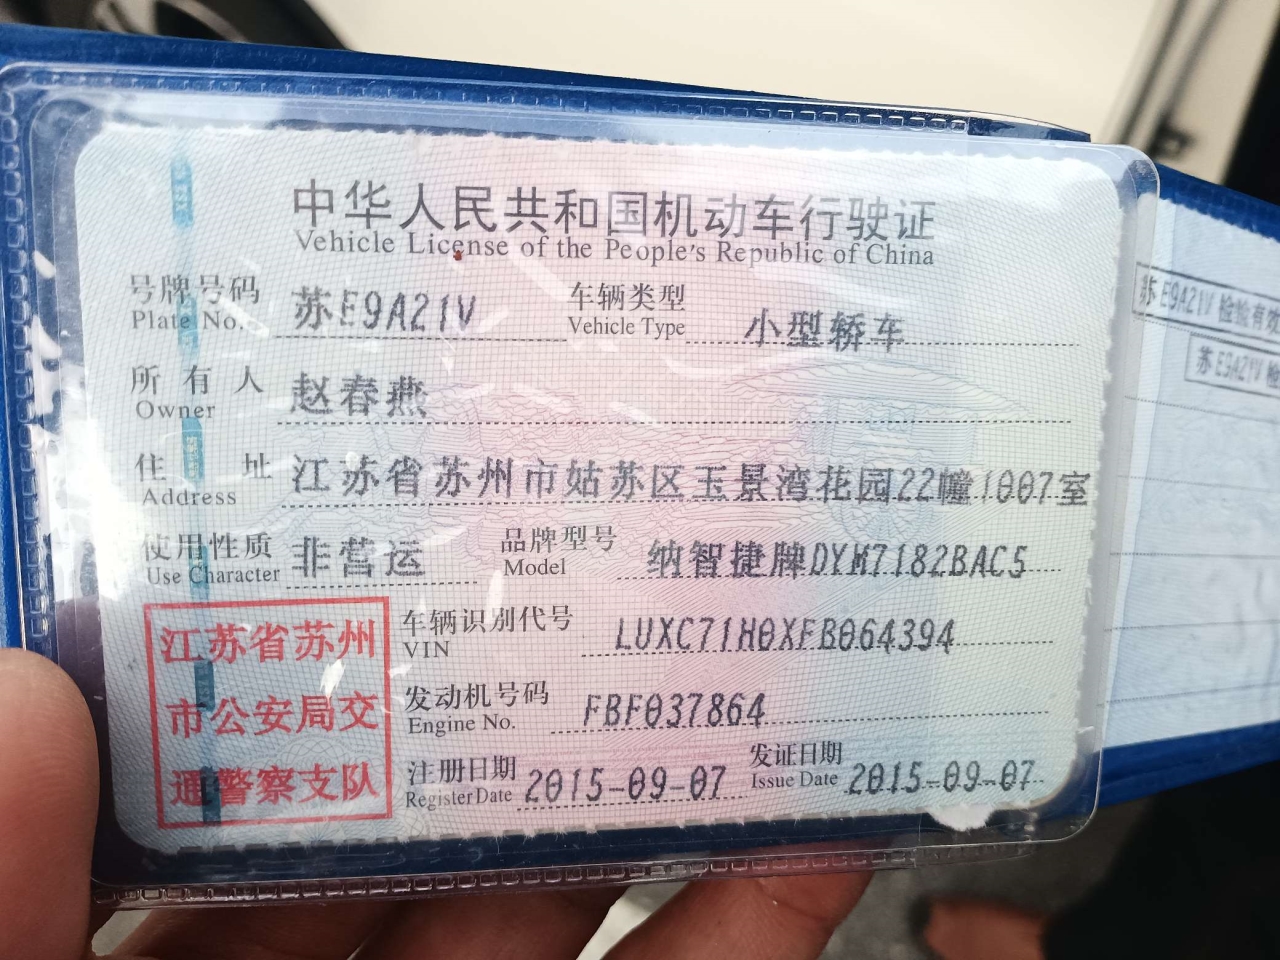 中华人民共和国机动车行驶证
Vehicle License of the People's Republic of China
号牌号码 苏E9A21V 车辆类型 小型轿车
Plate No. Vehicle Type
所有人 赵春燕
Owner
住址 江苏省苏州市姑苏区玉景湾花园22幢1007室
Address
使用性质 非营运 品牌型号 纳智捷牌DYM7182BAC5
Use Character Model
江苏省苏州
市公安局交
通警察支队
车辆识别代号 LUXC71H0XFB064394
VIN
发动机号码 FBF037864
Engine No.
注册日期 2015-09-07 发证日期 2015-09-07
Register Date Issue Date
苏E9A21V 检验有效
苏E9A21V 检